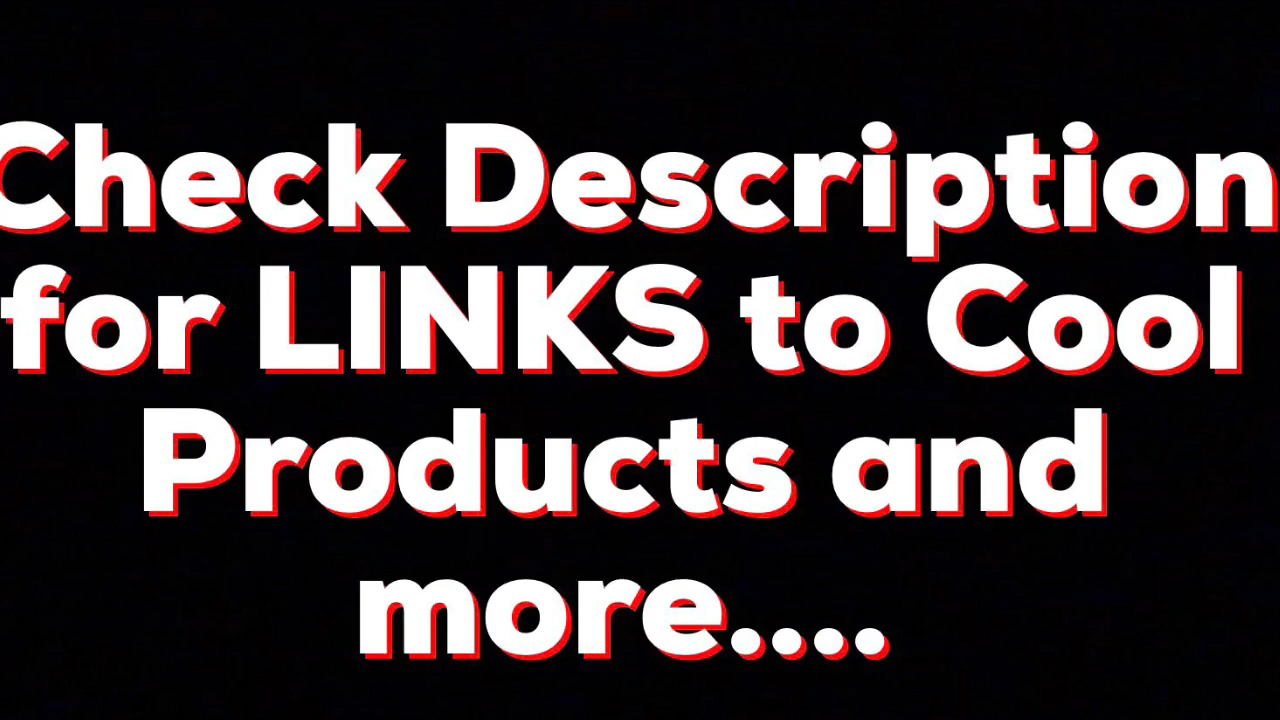 Check Description
for LINKS to Cool
Products and
more....